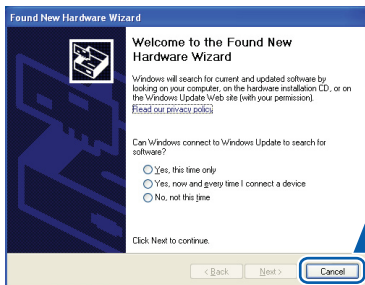 Found New Hardware Wizard
Welcome to the Found New
Hardware Wizard
Windows will search for current and updated software by
looking on your computer, on the hardware installation CD, or on
the Windows Update Web site (with your permission).
Read our privacy policy
Can Windows connect to Windows Update to search for
software?
Yes, this time only
Yes, now and every time I connect a device
No, not this time
Click Next to continue.
< Back
Next >
Cancel